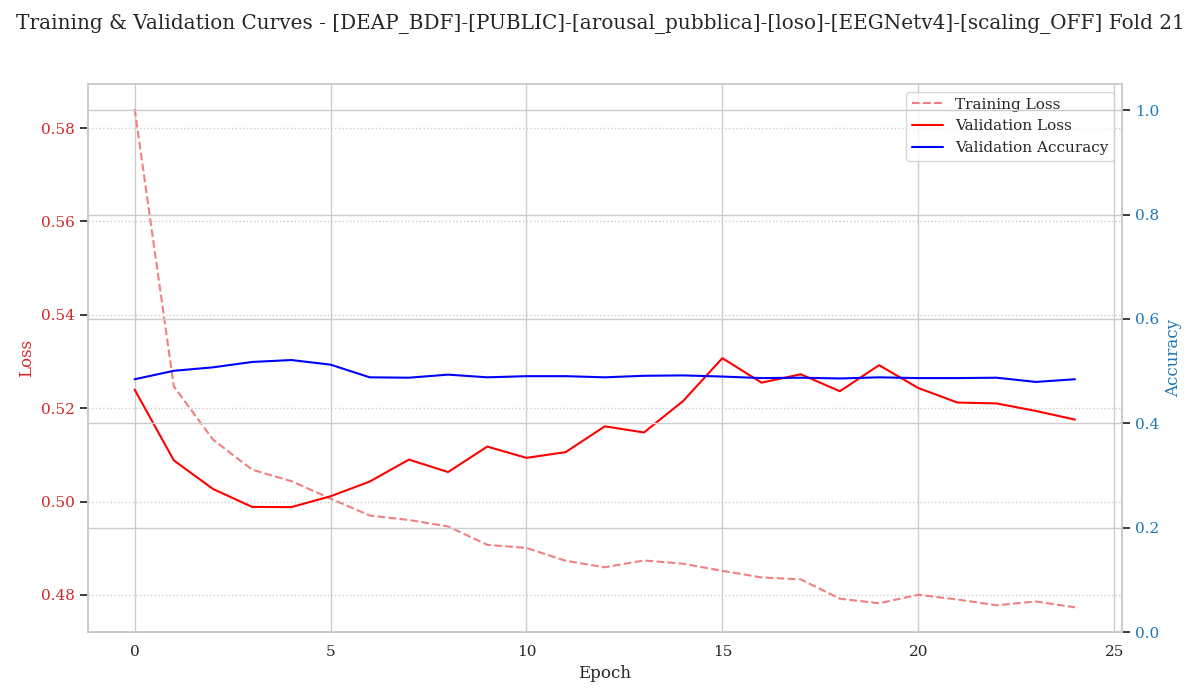 Training & Validation Curves - [DEAP_BDF]-[PUBLIC]-[arousal_pubblica]-[loso]-[EEGNetv4]-[scaling_OFF] Fold 21
Training Loss
Validation Loss
Validation Accuracy
Loss
0.58
0.56
0.54
0.52
0.50
0.48
1.0
0.8
0.6
0.4
0.2
0.0
Accuracy
0 5 10 15 20 25
Epoch